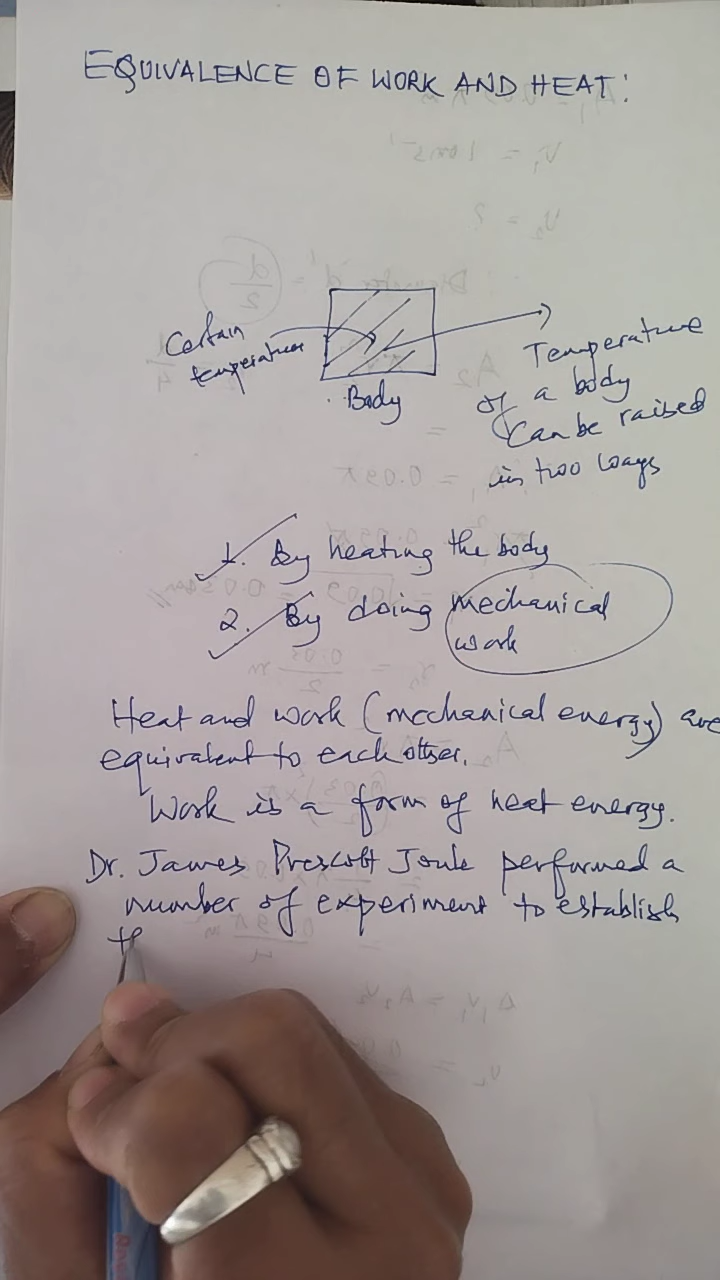 EQUIVALENCE OF WORK AND HEAT:
Certain
temperature
Body
Temperature
of a body
Can be raised
in two ways
1. By heating the body
2. By doing mechanical
work
Heat and work (mechanical energy) are
equivalent to each other.
Work is a form of heat energy.
Dr. James Prescott Joule performed a
number of experiment to establish